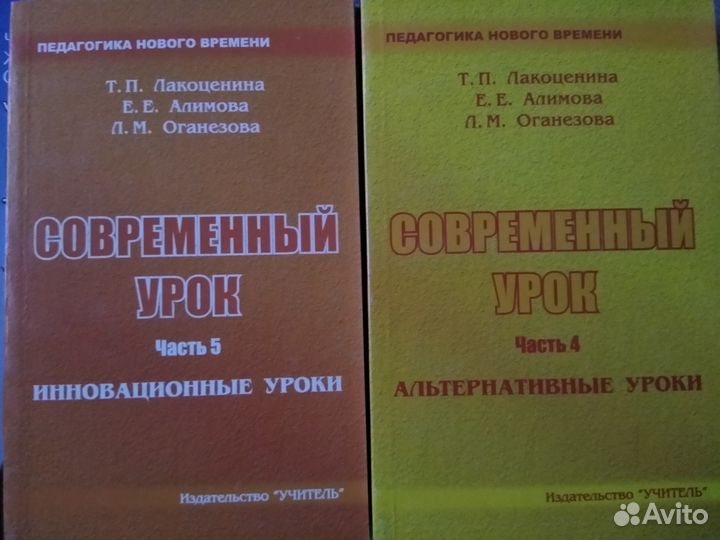 ПЕДАГОГИКА НОВОГО ВРЕМЕНИ
Т. П. Лакоценина
Е. Е. Алимова
Л. М. Оганезова
СОВРЕМЕННЫЙ
УРОК
Часть 5
ИННОВАЦИОННЫЕ УРОКИ
Издательство "УЧИТЕЛЬ"
ПЕДАГОГИКА НОВОГО ВРЕМЕНИ
Т. П. Лакоценина
Е. Е. Алимова
Л. М. Оганезова
СОВРЕМЕННЫЙ
УРОК
Часть 4
АЛЬТЕРНАТИВНЫЕ УРОКИ
Издательство "УЧИТЕЛЬ"
Avito